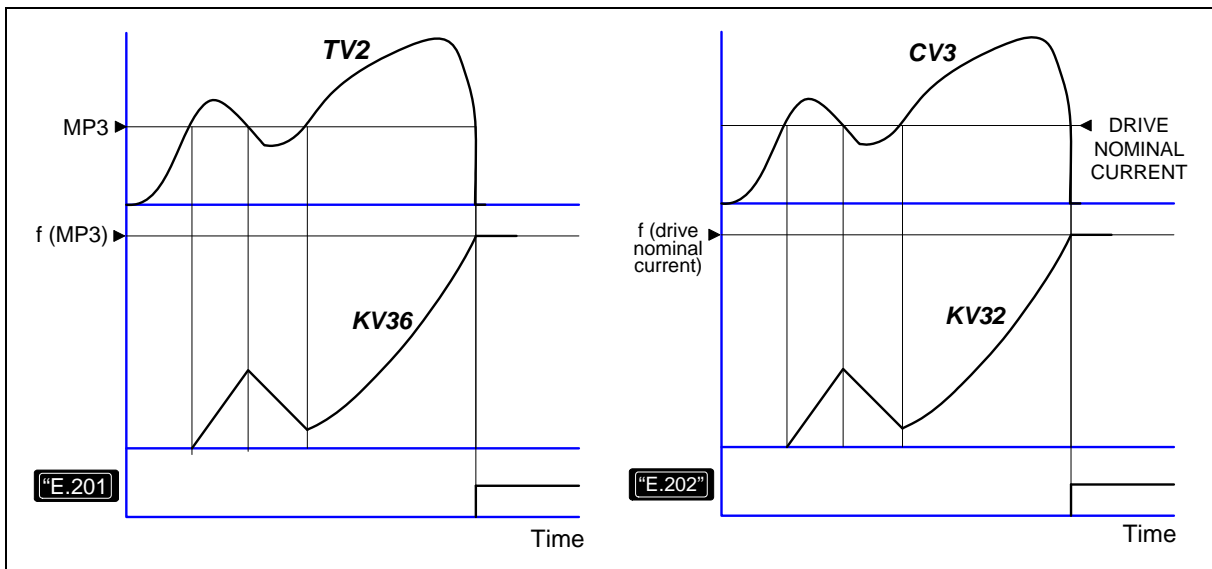 TV2
MP3
f (MP3)
KV36
“E.201
Time
CV3
DRIVE
NOMINAL
CURRENT
f (drive
nominal
current)
KV32
“E.202”
Time